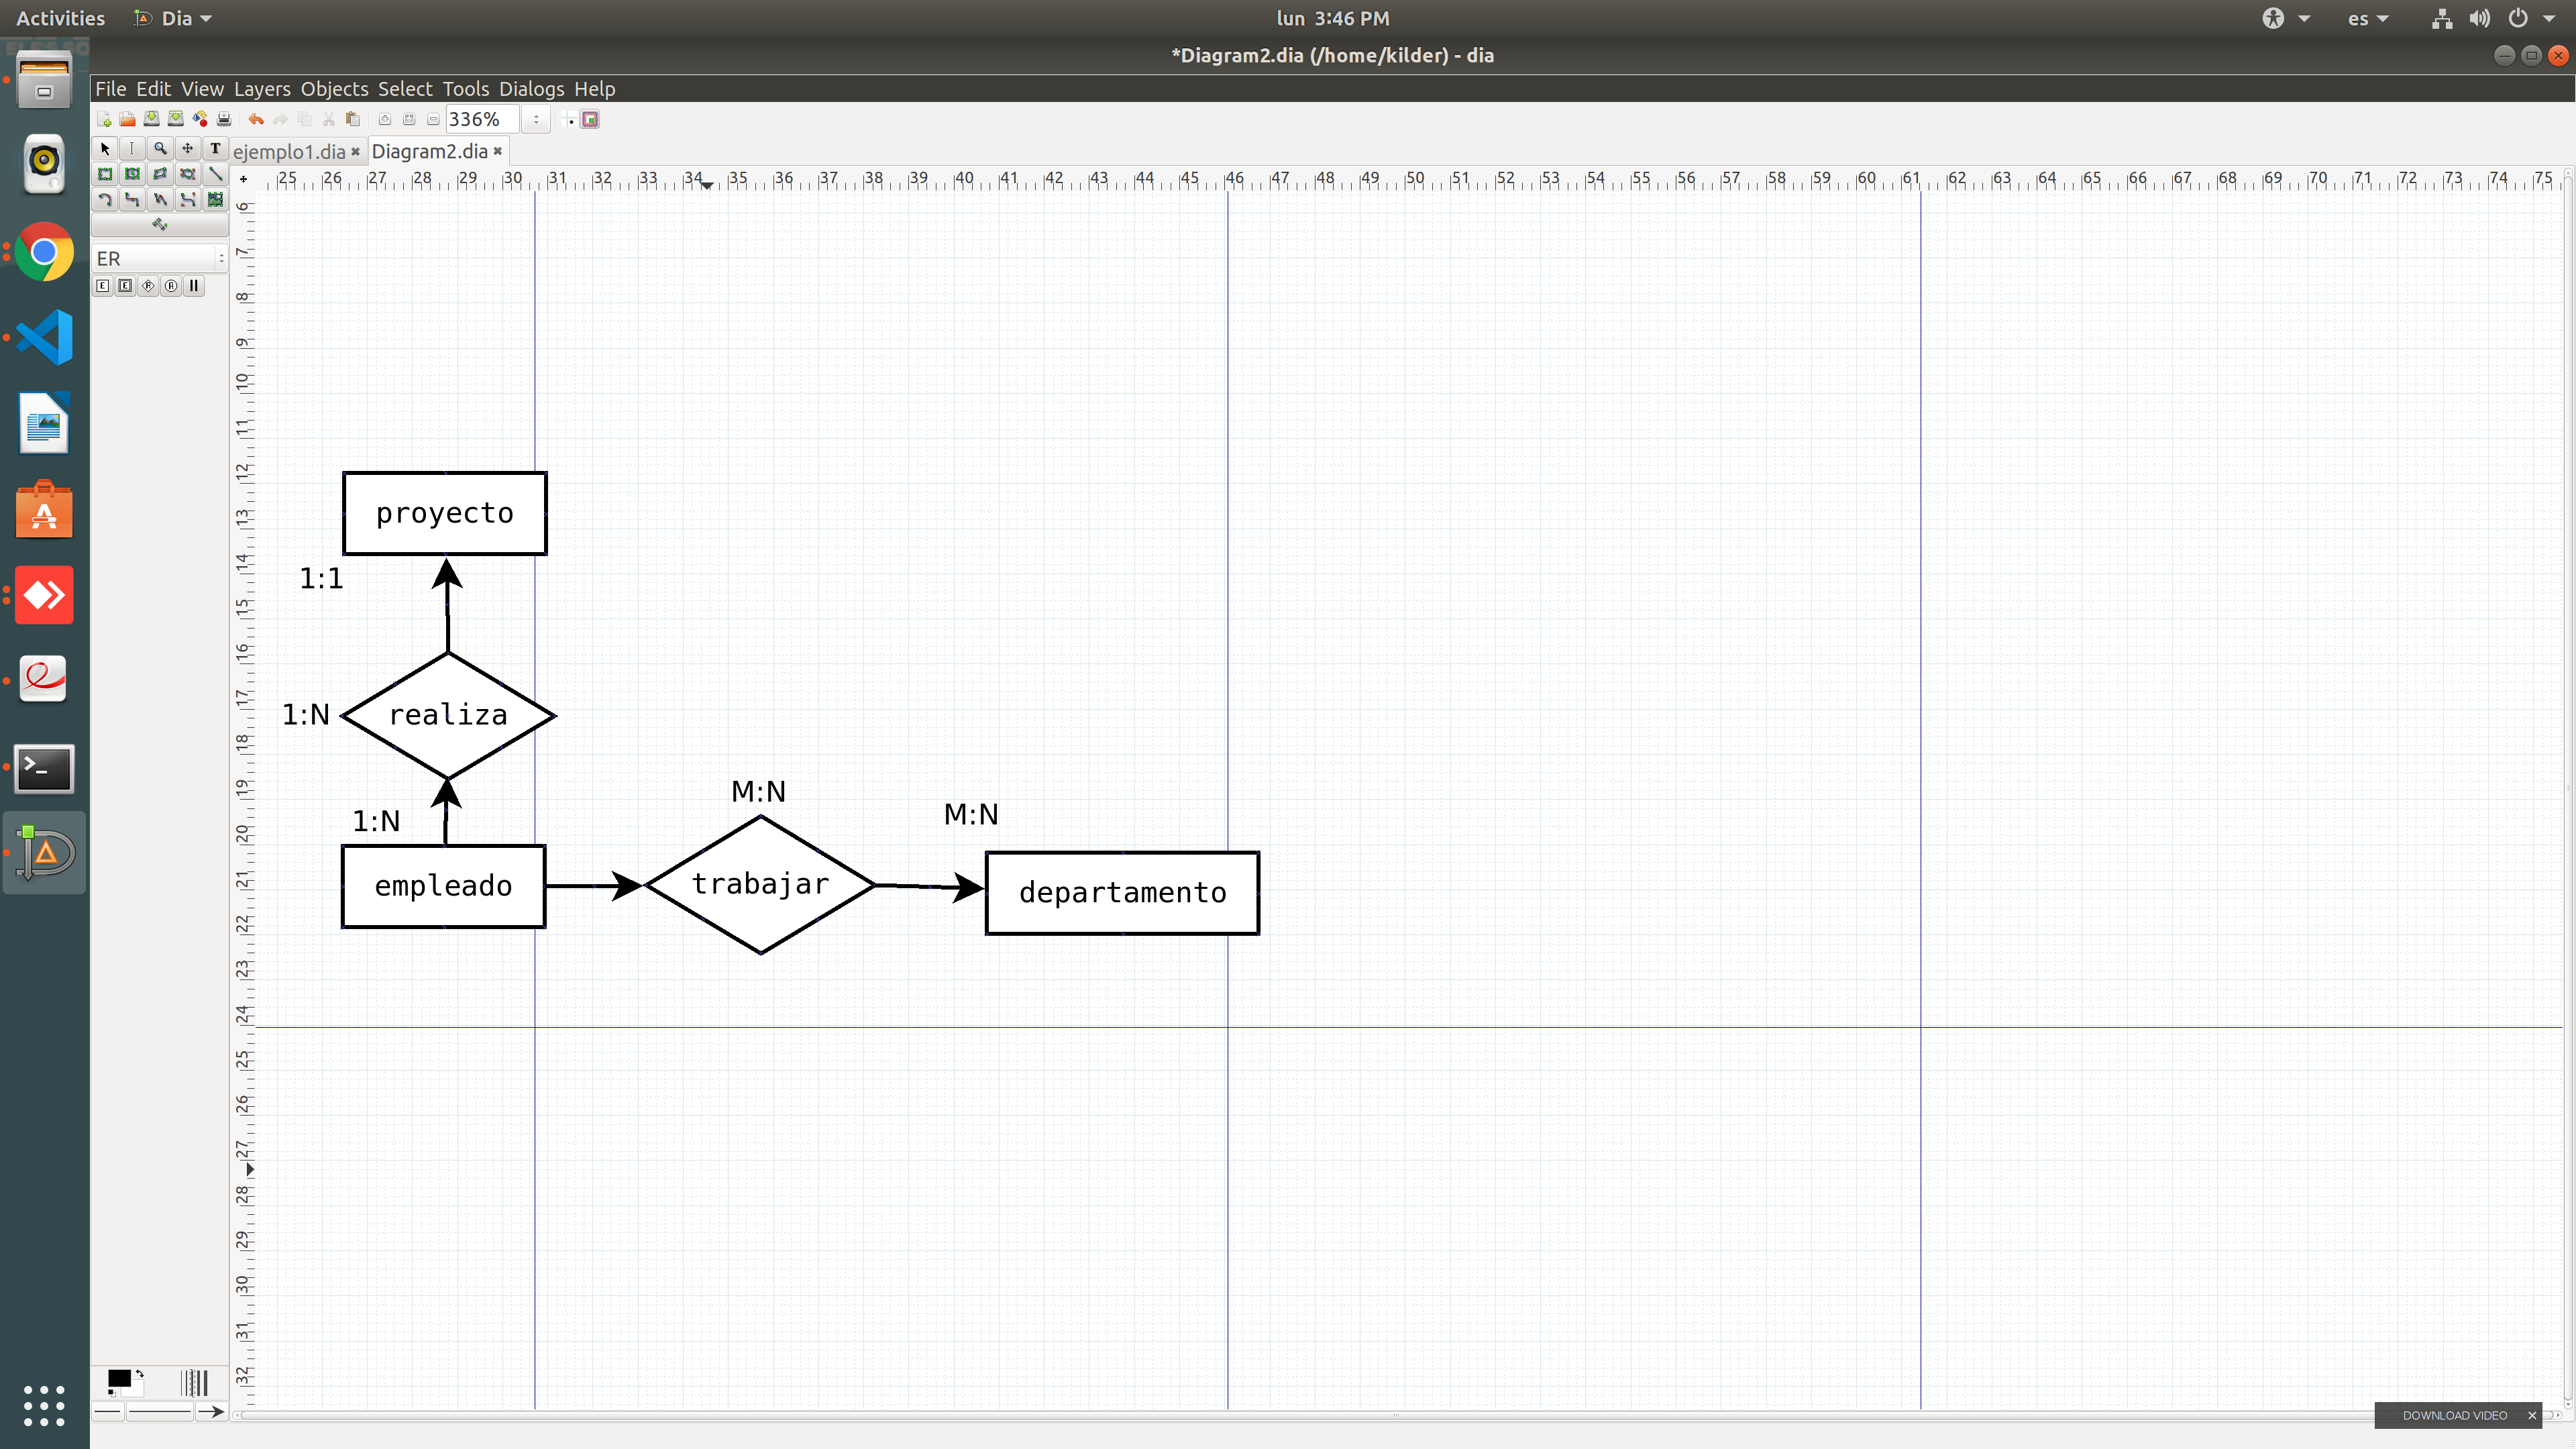 Activities Dia lun 3:46 PM es
*Diagram2.dia (/home/kilder) - dia
File Edit View Layers Objects Select Tools Dialogs Help
336%
T ejemplo1.dia Diagram2.dia
25 26 27 28 29 30 31 32 33 34 35 36 37 38 39 40 41 42 43 44 45 46 47 48 49 50 51 52 53 54 55 56 57 58 59 60 61 62 63 64 65 66 67 68 69 70 71 72 73 74 75
6
7
ER
E E R A
8
9
10
11
12
proyecto
13
14
1:1
15
16
17
1:N realiza
18
19
M:N
M:N
1:N
20
trabajar
empleado
departamento
21
22
23
24
25
26
27
28
29
30
31
32
DOWNLOAD VIDEO